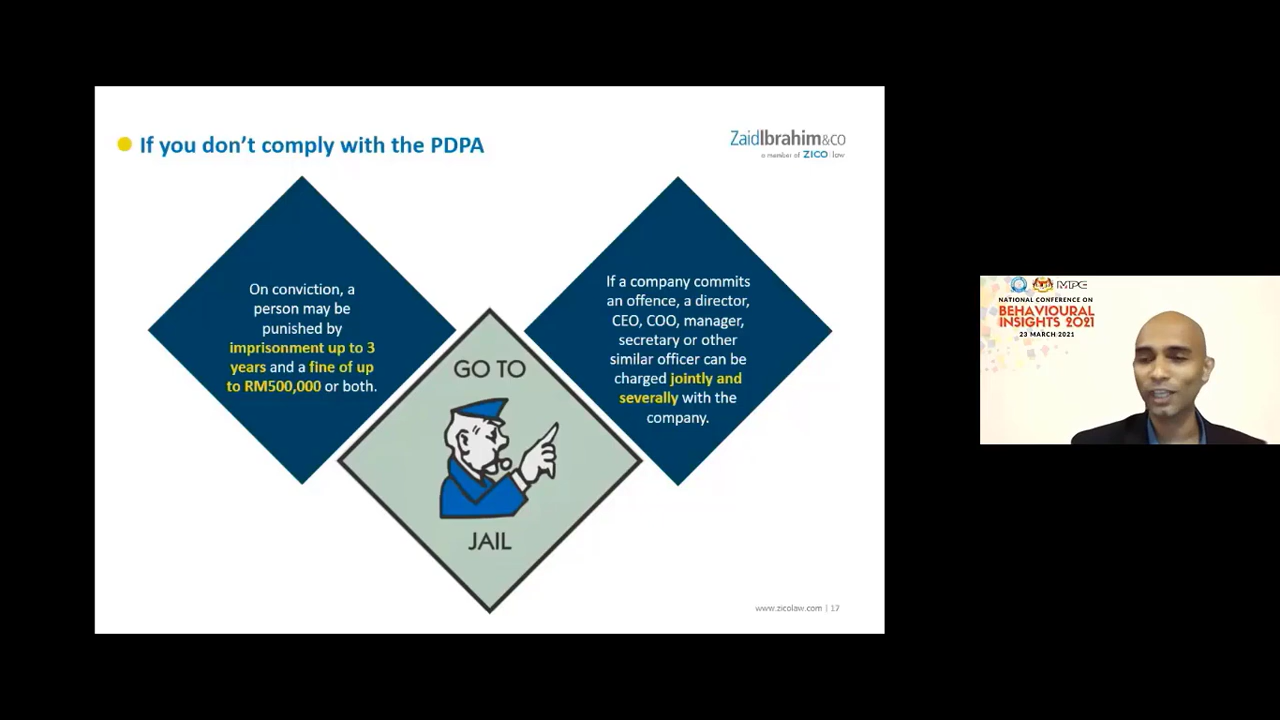 If you don't comply with the PDPA
ZaidIbrahim&co
a member of ZICO law
On conviction, a
person may be
punished by
imprisonment up to 3
years and a fine of up
to RM500,000 or both.
If a company commits
an offence, a director,
CEO, COO, manager,
secretary or other
similar officer can be
charged jointly and
severally with the
company.
GO TO
JAIL
www.zicolaw.com | 17
MPC
NATIONAL CONFERENCE ON
BEHAVIOURAL
INSIGHTS 2021
23 MARCH 2021